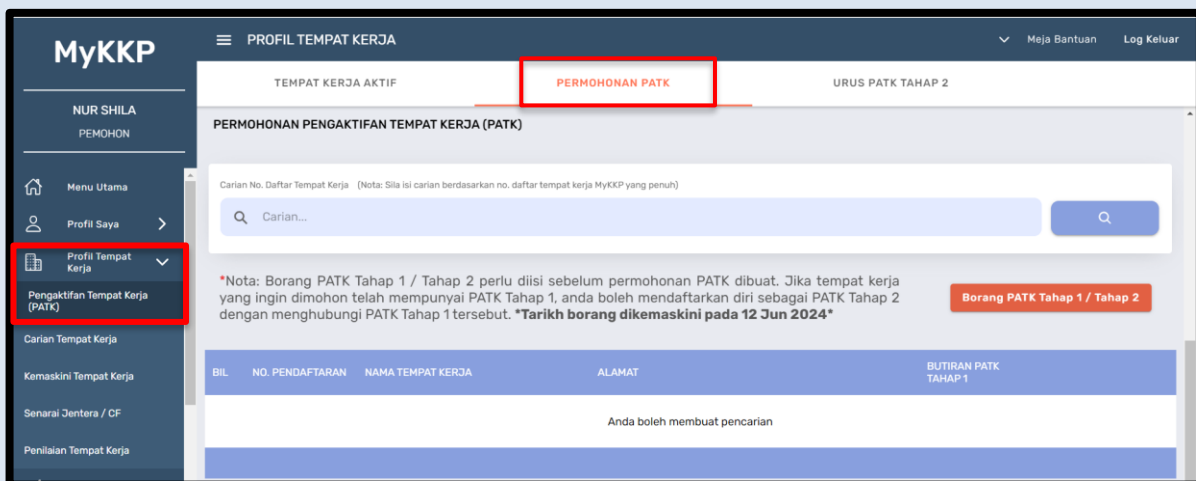 MyKKP
NUR SHILA
PEMOHON
Menu Utama
Profil Saya
Profil Tempat
Kerja
Pengaktifan Tempat Kerja
(PATK)
Carian Tempat Kerja
Kemaskini Tempat Kerja
Senarai Jentera / CF
Penilaian Tempat Kerja
PROFIL TEMPAT KERJA
Meja Bantuan
Log Keluar
TEMPAT KERJA AKTIF
PERMOHONAN PATK
URUS PATK TAHAP 2
PERMOHONAN PENGAKTIFAN TEMPAT KERJA (PATK)
Carian No. Daftar Tempat Kerja (Nota: Sila isi carian berdasarkan no. daftar tempat kerja MyKKP yang penuh)
Carian...
*Nota: Borang PATK Tahap 1 / Tahap 2 perlu diisi sebelum permohonan PATK dibuat. Jika tempat kerja
yang ingin dimohon telah mempunyai PATK Tahap 1, anda boleh mendaftarkan diri sebagai PATK Tahap 2
dengan menghubungi PATK Tahap 1 tersebut. *Tarikh borang dikemaskini pada 12 Jun 2024*
Borang PATK Tahap 1 / Tahap 2
BIL NO. PENDAFTARAN NAMA TEMPAT KERJA ALAMAT BUTIRAN PATK
TAHAP 1
Anda boleh membuat pencarian